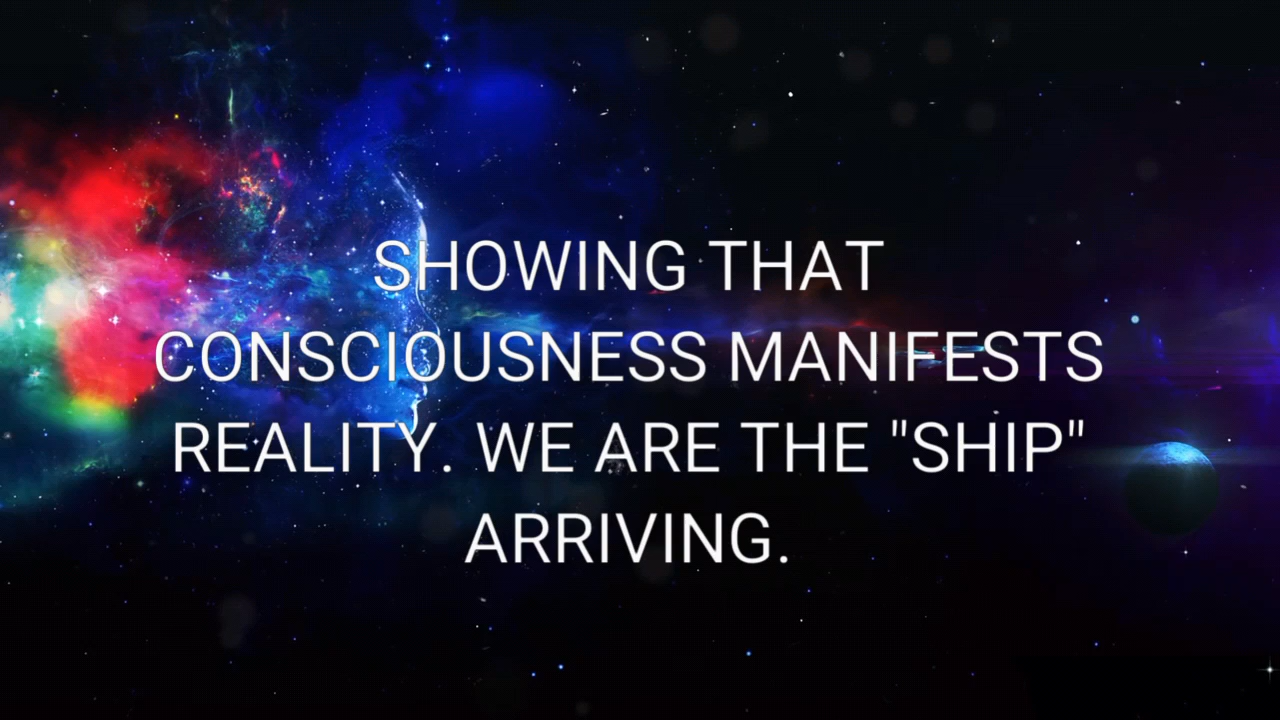 SHOWING THAT
CONSCIOUSNESS MANIFESTS
REALITY. WE ARE THE "SHIP"
ARRIVING.